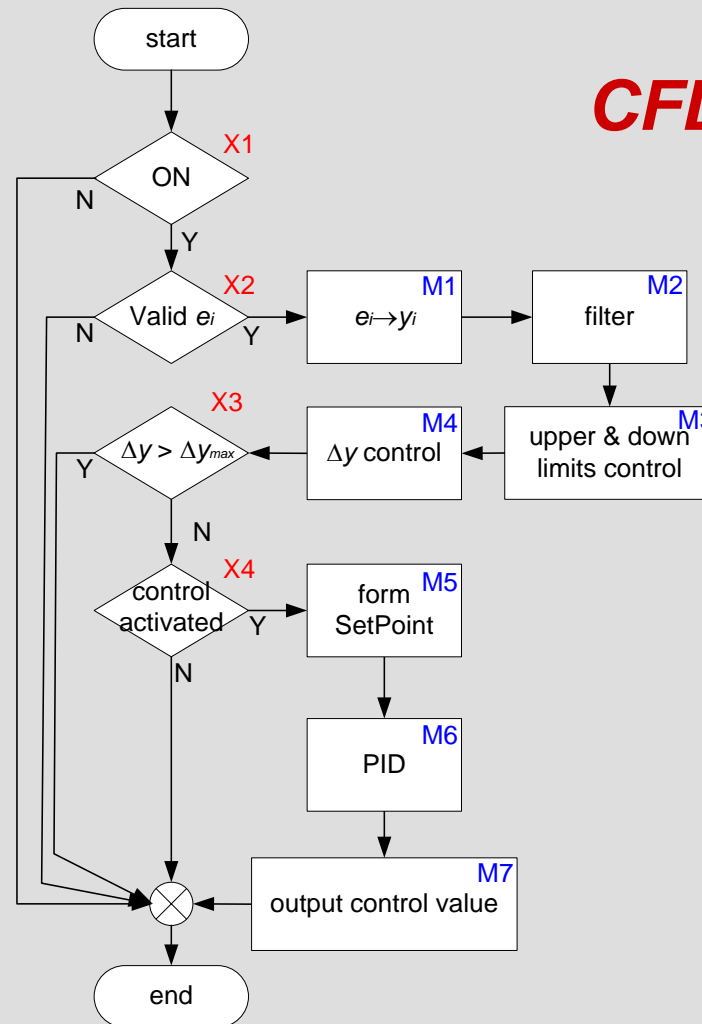 start
CFD
X1
ON
N
Y
X2
Valid ei
N
Y
M1
ei→yi
M2
filter
X3
Δy > Δymax
Y
N
M4
Δy control
M3
upper & down
limits control
X4
control
activated
Y
N
M5
form
SetPoint
M6
PID
M7
output control value
end